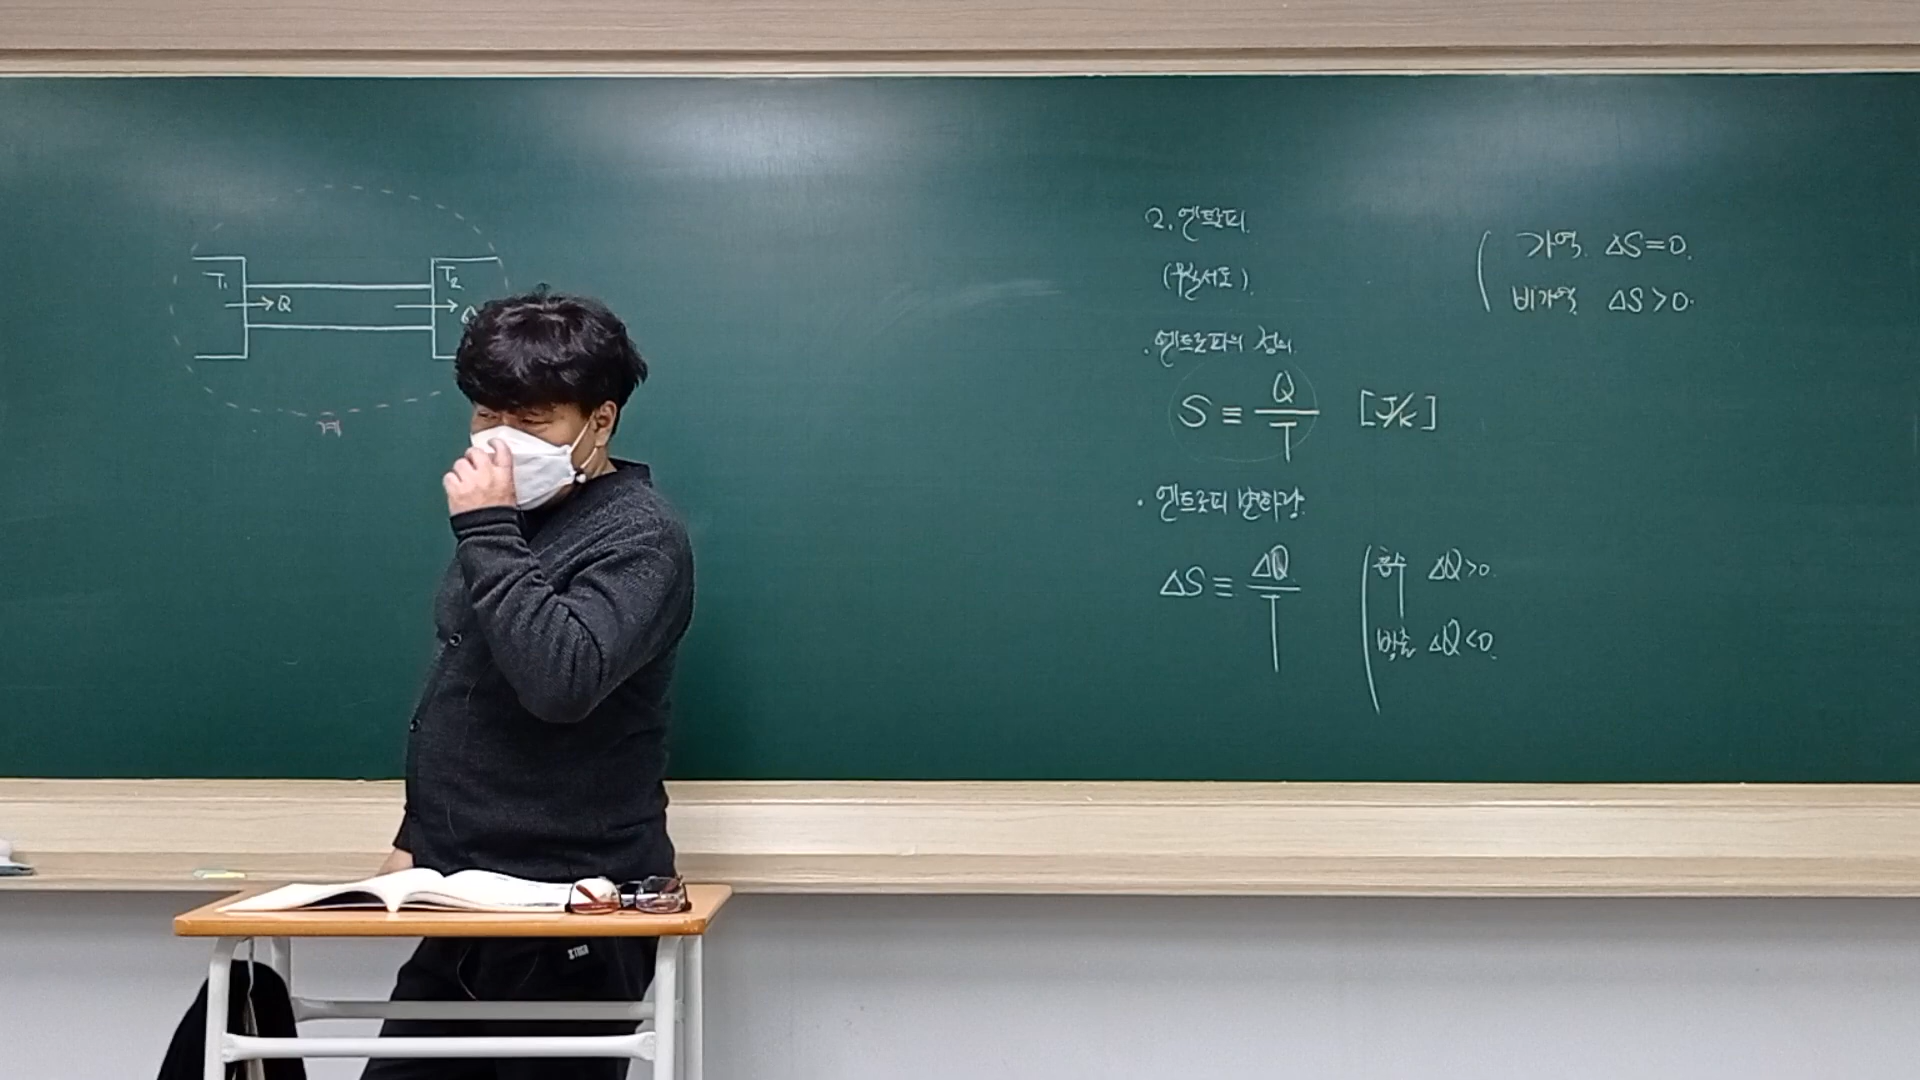 T₁
→ Q
T₂
계
2. 엔트로피.
(무질서도).
· 엔트로피의 정의.
S ≡ Q/T [J/K]
· 엔트로피 변화량.
ΔS ≡ ΔQ/T
흡수 ΔQ>0.
방출 ΔQ<0.
가역. ΔS=0.
비가역. ΔS>0.